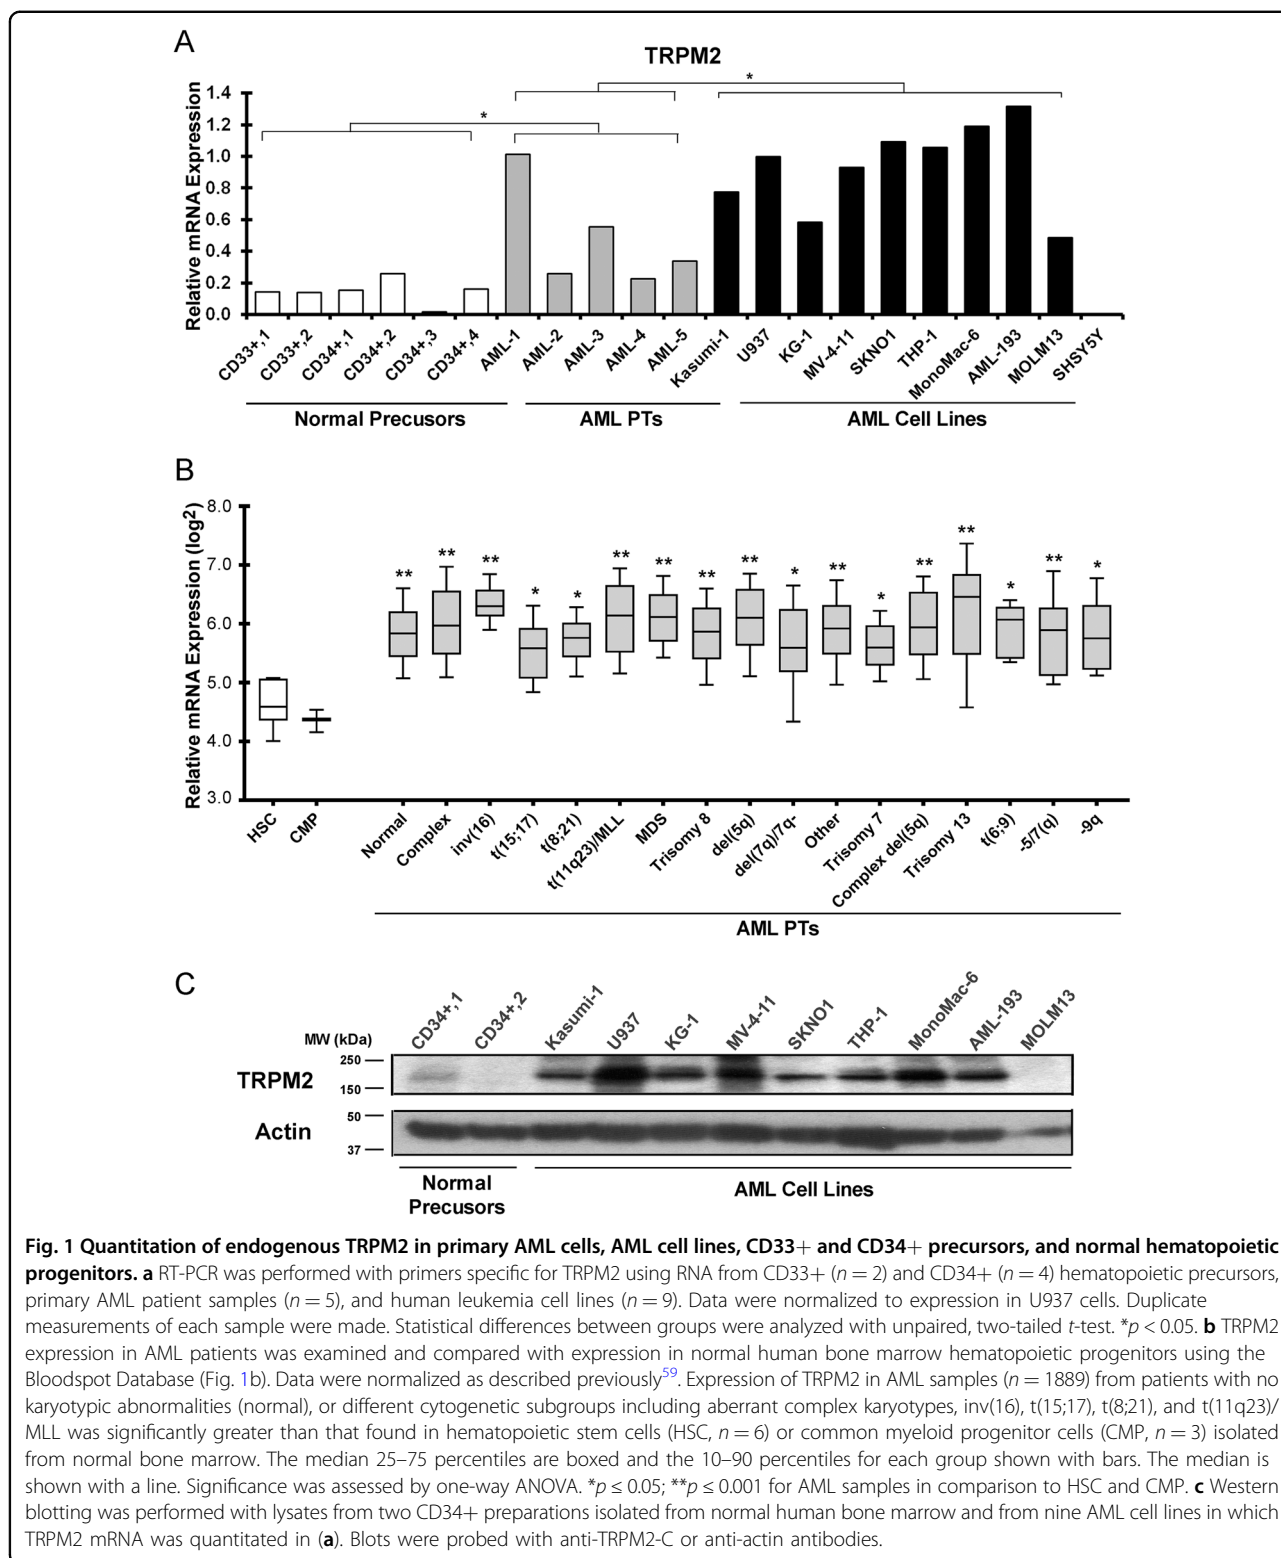 A
TRPM2
Relative mRNA Expression
1.4
1.2
1.0
0.8
0.6
0.4
0.2
0.0
*
*
CD33+,1
CD33+,2
CD34+,1
CD34+,2
CD34+,3
CD34+,4
AML-1
AML-2
AML-3
AML-4
AML-5
Kasumi-1
U937
KG-1
MV-4-11
SKNO1
THP-1
MonoMac-6
AML-193
MOLM13
SHSY5Y
Normal Precusors
AML PTs
AML Cell Lines
B
Relative mRNA Expression (log²)
8.0
7.0
6.0
5.0
4.0
3.0
** ** ** * * ** ** ** ** * ** * ** ** * ** *
HSC
CMP
Normal
Complex
inv(16)
t(15;17)
t(8;21)
t(11q23)/MLL
MDS
Trisomy 8
del(5q)
del(7q)/7q-
Other
Trisomy 7
Complex del(5q)
Trisomy 13
t(6;9)
-5/7(q)
-9q
AML PTs
C
CD34+,1
CD34+,2
Kasumi-1
U937
KG-1
MV-4-11
SKNO1
THP-1
MonoMac-6
AML-193
MOLM13
MW (kDa)
250
TRPM2
150
50
Actin
37
Normal
Precusors
AML Cell Lines
Fig. 1 Quantitation of endogenous TRPM2 in primary AML cells, AML cell lines, CD33+ and CD34+ precursors, and normal hematopoietic
progenitors. a RT-PCR was performed with primers specific for TRPM2 using RNA from CD33+ (n = 2) and CD34+ (n = 4) hematopoietic precursors,
primary AML patient samples (n = 5), and human leukemia cell lines (n = 9). Data were normalized to expression in U937 cells. Duplicate
measurements of each sample were made. Statistical differences between groups were analyzed with unpaired, two-tailed t-test. *p < 0.05. b TRPM2
expression in AML patients was examined and compared with expression in normal human bone marrow hematopoietic progenitors using the
Bloodspot Database (Fig. 1b). Data were normalized as described previously59. Expression of TRPM2 in AML samples (n = 1889) from patients with no
karyotypic abnormalities (normal), or different cytogenetic subgroups including aberrant complex karyotypes, inv(16), t(15;17), t(8;21), and t(11q23)/
MLL was significantly greater than that found in hematopoietic stem cells (HSC, n = 6) or common myeloid progenitor cells (CMP, n = 3) isolated
from normal bone marrow. The median 25–75 percentiles are boxed and the 10–90 percentiles for each group shown with bars. The median is
shown with a line. Significance was assessed by one-way ANOVA. *p ≤ 0.05; **p ≤ 0.001 for AML samples in comparison to HSC and CMP. c Western
blotting was performed with lysates from two CD34+ preparations isolated from normal human bone marrow and from nine AML cell lines in which
TRPM2 mRNA was quantitated in (a). Blots were probed with anti-TRPM2-C or anti-actin antibodies.